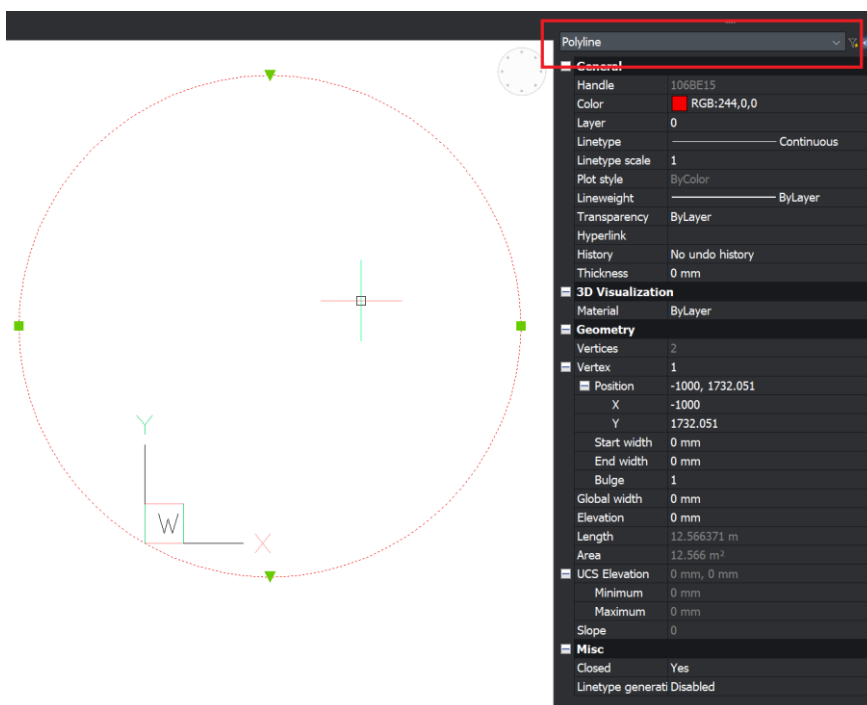 Polyline
General
Handle 106BE15
Color RGB:244,0,0
Layer 0
Linetype Continuous
Linetype scale 1
Plot style ByColor
Lineweight ByLayer
Transparency ByLayer
Hyperlink
History No undo history
Thickness 0 mm
3D Visualization
Material ByLayer
Geometry
Vertices 2
Vertex 1
Position -1000, 1732.051
X -1000
Y 1732.051
Start width 0 mm
End width 0 mm
Bulge 1
Global width 0 mm
Elevation 0 mm
Length 12.566371 m
Area 12.566 m²
UCS Elevation 0 mm, 0 mm
Minimum 0 mm
Maximum 0 mm
Slope 0
Misc
Closed Yes
Linetype generati Disabled
Y
W
X